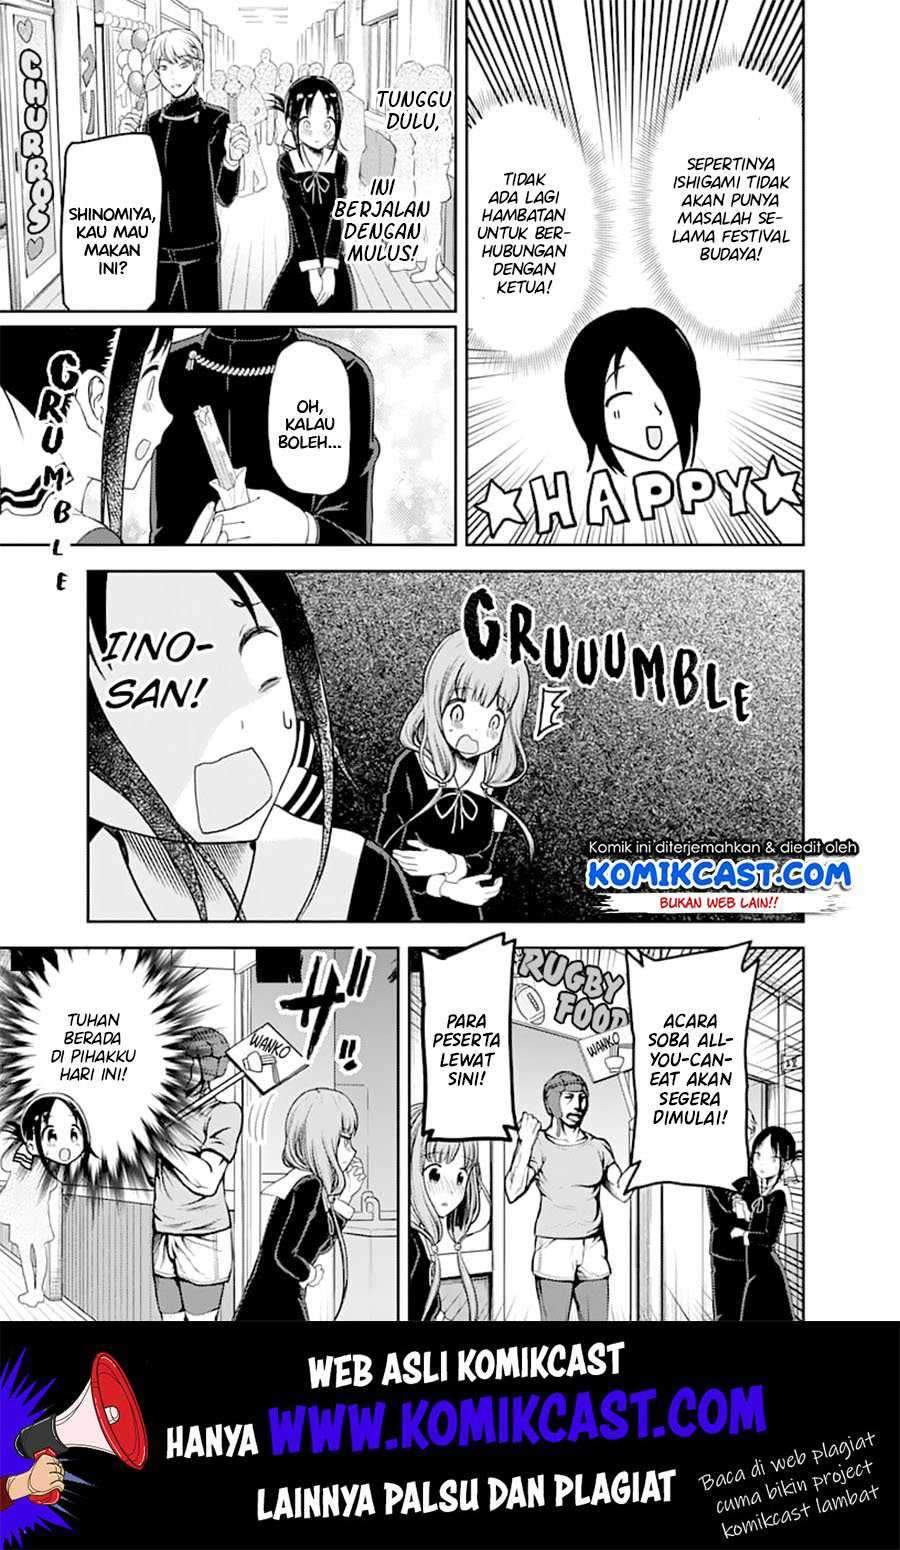 SEPERTINYA
ISHIGAMI TIDAK
AKAN PUNYA
MASALAH SE-
LAMA FESTIVAL
BUDAYA!
TIDAK
ADA LAGI
HAMBATAN
UNTUK BER-
HUBUNGAN
DENGAN
KETUA!
HAPPY
CHURROS
TUNGGU
DULU,
INI
BERJALAN
DENGAN
MULUS!
SHINOMIYA,
KAU MAU
MAKAN
INI?
OH,
KALAU
BOLEH...
GRUMBLE
GRUUUMBLE
IINO-
SAN!
Komik ini diterjemahkan & diedit oleh
KOMIKCAST.COM
BUKAN WEB LAIN!!
RUGBY
FOOD
WANKO
ACARA
SOBA ALL-
YOU-CAN-
EAT AKAN
SEGERA
DIMULAI!
PARA
PESERTA
LEWAT
SINI!
WANKO
ザッ!!
TUHAN
BERADA
DI PIHAKKU
HARI INI!
WEB ASLI KOMIKCAST
HANYA WWW.KOMIKCAST.COM
LAINNYA PALSU DAN PLAGIAT
Baca di web plagiat
cuma bikin project
komikcast lambat